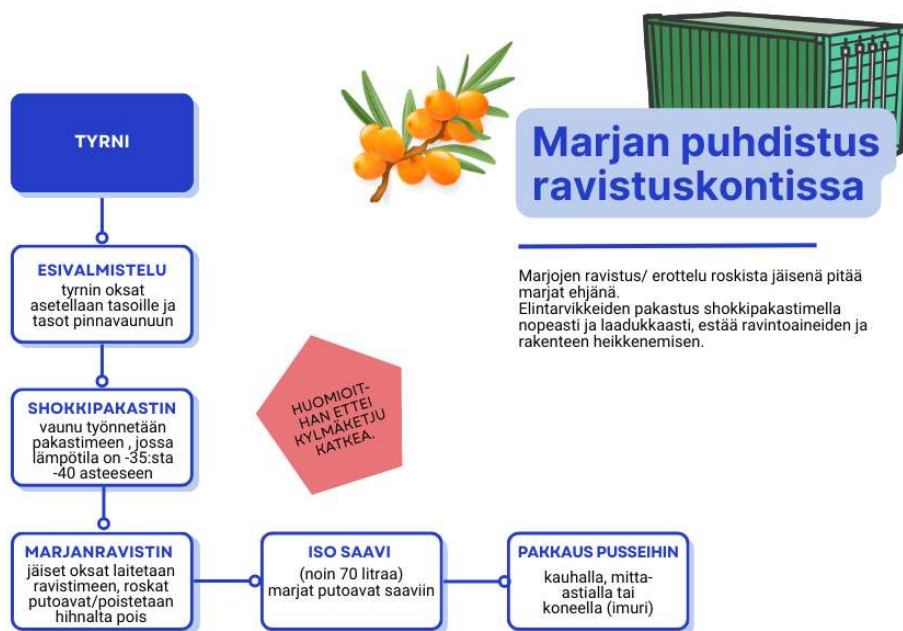 Marjan puhdistus
ravistuskontissa
Marjojen ravistus/ erottelu roskista jäisenä pitää
marjat ehjänä.
Elintarvikkeiden pakastus shokkipakastimella
nopeasti ja laadukkaasti, estää ravintoaineiden ja
rakenteen heikkenemisen.
TYRNI
ESIVALMISTELU
tyrnin oksat
asetellaan tasoille ja
tasot pinnavaunuun
SHOKKIPAKASTIN
vaunu työnnetään
pakastimeen , jossa
lämpötila on -35:sta
-40 asteeseen
HUOMIOIT-
HAN ETTEI
KYLMÄKETJU
KATKEA.
MARJANRAVISTIN
jäiset oksat laitetaan
ravistimeen, roskat
putoavat/poistetaan
hihnalta pois
ISO SAAVI
(noin 70 litraa)
marjat putoavat saaviin
PAKKAUS PUSSEIHIN
kauhalla, mitta-
astialla tai
koneella (imuri)